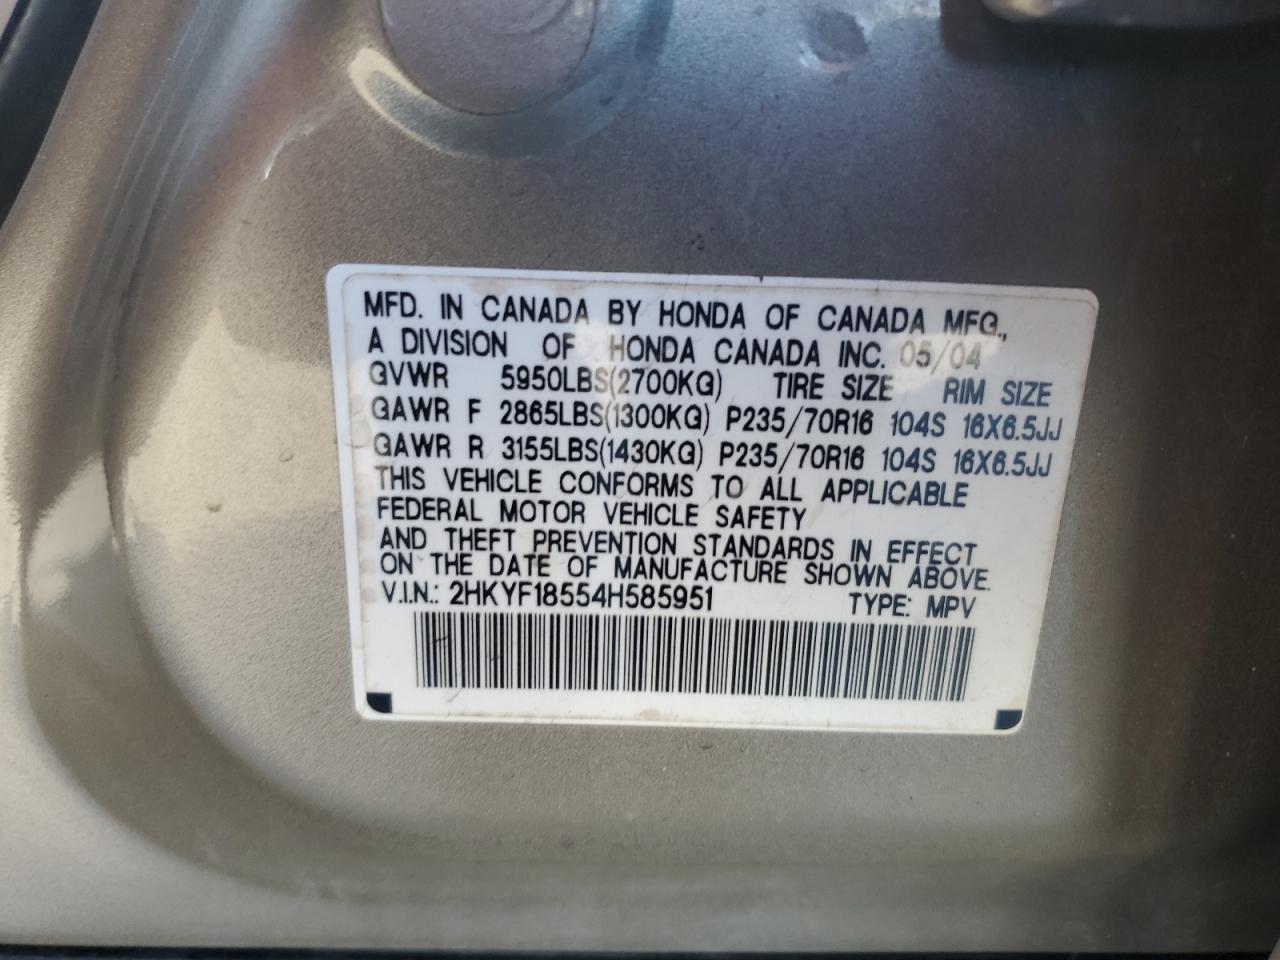 MFD. IN CANADA BY HONDA OF CANADA MFG.,
A DIVISION OF HONDA CANADA INC. 05/04
GVWR 5950LBS(2700KG) TIRE SIZE RIM SIZE
GAWR F 2865LBS(1300KG) P235/70R16 104S 16X6.5JJ
GAWR R 3155LBS(1430KG) P235/70R16 104S 16X6.5JJ
THIS VEHICLE CONFORMS TO ALL APPLICABLE
FEDERAL MOTOR VEHICLE SAFETY
AND THEFT PREVENTION STANDARDS IN EFFECT
ON THE DATE OF MANUFACTURE SHOWN ABOVE.
V.I.N.: 2HKYF18554H585951 TYPE: MPV